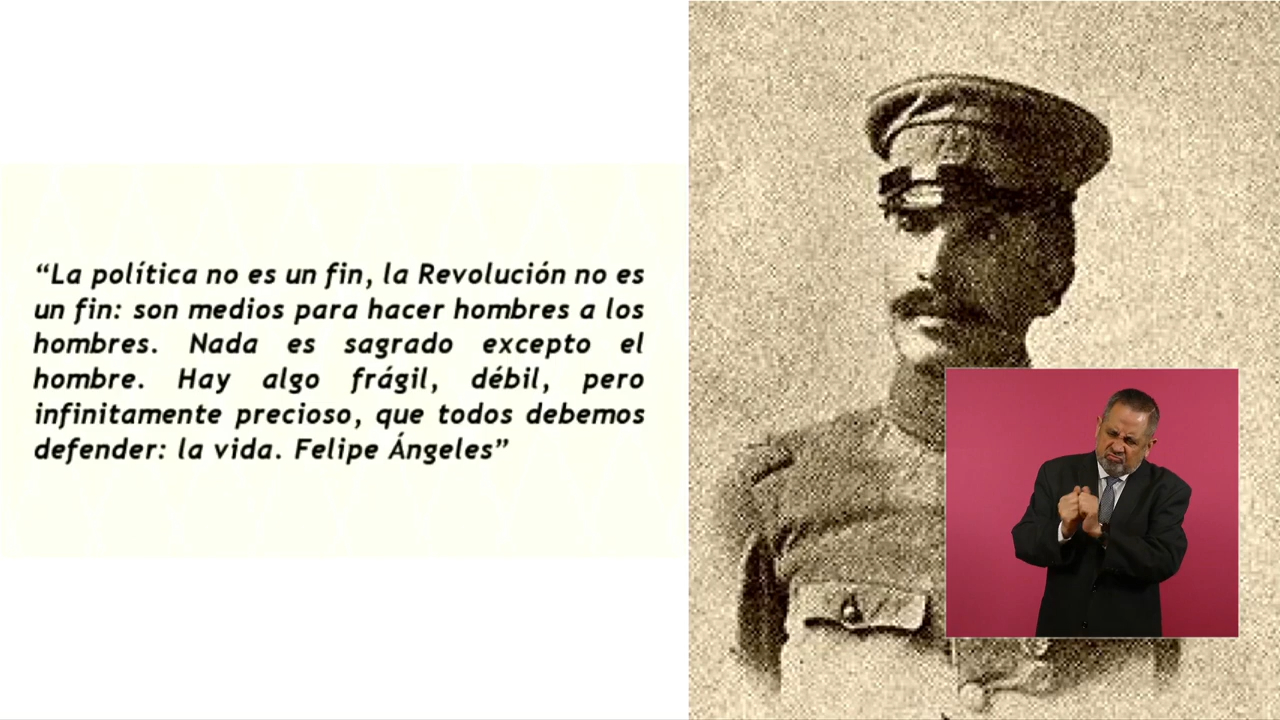 “La política no es un fin, la Revolución no es
un fin: son medios para hacer hombres a los
hombres. Nada es sagrado excepto el
hombre. Hay algo frágil, débil, pero
infinitamente precioso, que todos debemos
defender: la vida. Felipe Ángeles”